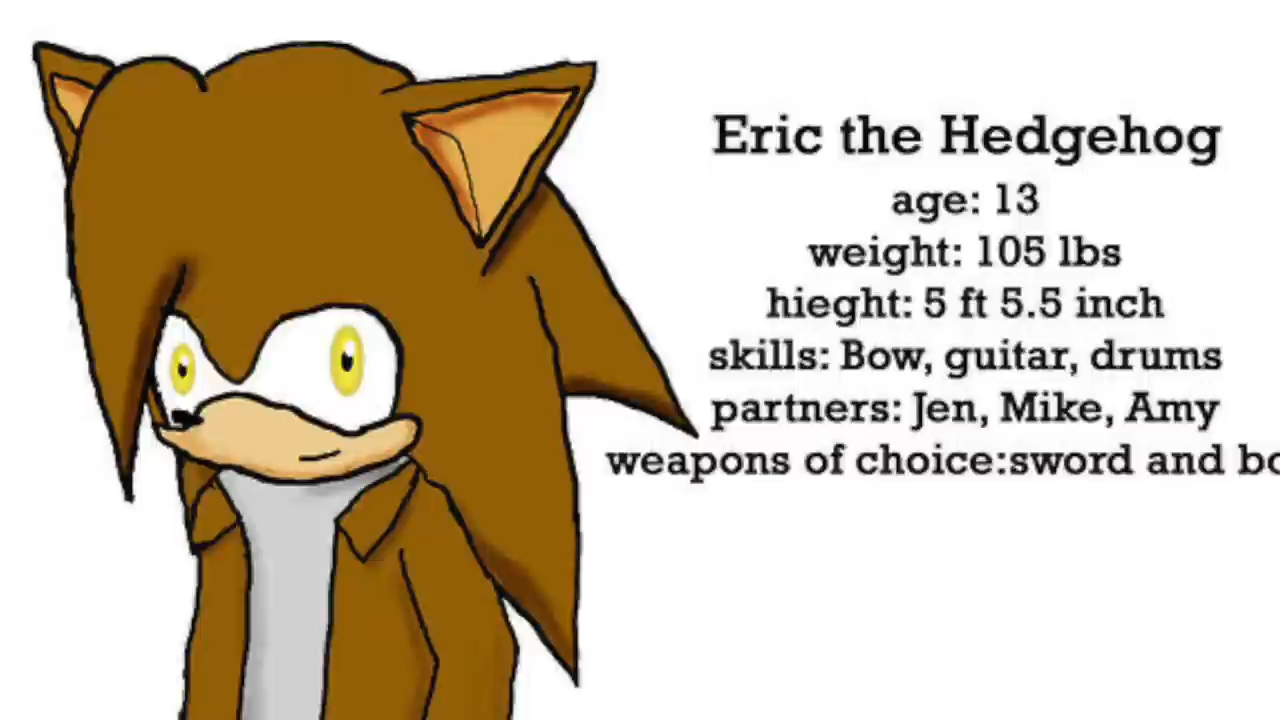 Eric the Hedgehog
age: 13
weight: 105 lbs
hieght: 5 ft 5.5 inch
skills: Bow, guitar, drums
partners: Jen, Mike, Amy
weapons of choice:sword and